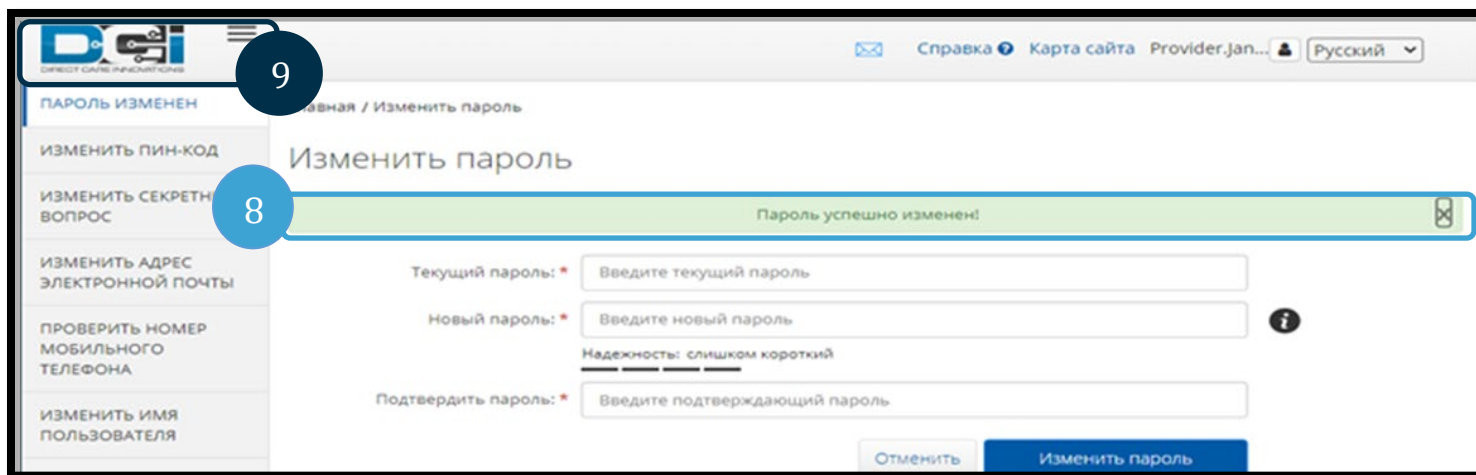 DCi
DIRECT CARE INNOVATIONS
9
Справка Карта сайта Provider.Jan... Русский
ПАРОЛЬ ИЗМЕНЕН
/ Изменить пароль
ИЗМЕНИТЬ ПИН-КОД
Изменить пароль
ИЗМЕНИТЬ
ВОПРОС
8
Пароль успешно изменен!
ИЗМЕНИТЬ АДРЕС
ЭЛЕКТРОННОЙ ПОЧТЫ
Текущий пароль: * Введите текущий пароль
Новый пароль: * Введите новый пароль
Надежность: слишком короткий
ПРОВЕРИТЬ НОМЕР
МОБИЛЬНОГО
ТЕЛЕФОНА
Подтвердить пароль: * Введите подтверждающий пароль
ИЗМЕНИТЬ ИМЯ
ПОЛЬЗОВАТЕЛЯ
Отменить Изменить пароль